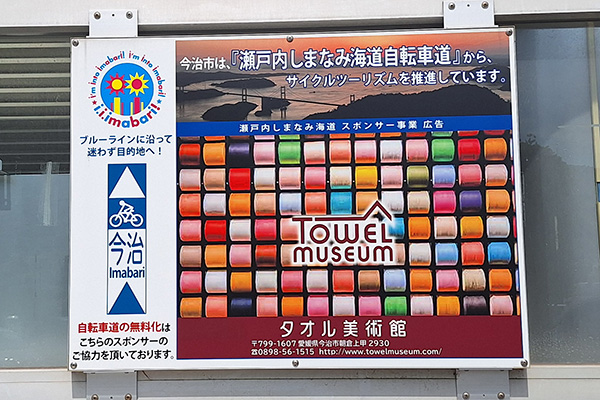 i'm into imabari! i'm into imabari!
i.i.imabari!
ブルーラインに沿って
迷わず目的地へ！
今治
Imabari
自転車道の無料化は
こちらのスポンサーの
ご協力を頂いております。
今治市は、『瀬戸内しまなみ海道自転車道』から、
サイクルツーリズムを推進しています。
瀬戸内しまなみ海道 スポンサー事業 広告
TOWEL
MUSEUM
タオル美術館
〒799-1607 愛媛県今治市朝倉上甲 2930
☎0898-56-1515 http://www.towelmuseum.com/